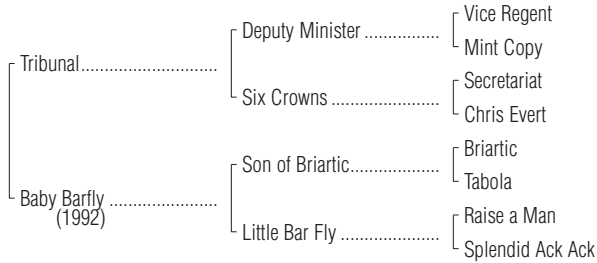 Vice Regent
Deputy Minister ..................
Mint Copy
Tribunal.................................
Secretariat
Six Crowns ..........................
Chris Evert
Briartic
Son of Briartic.....................
Tabola
Baby Barfly ..........................
(1992)
Raise a Man
Little Bar Fly ........................
Splendid Ack Ack